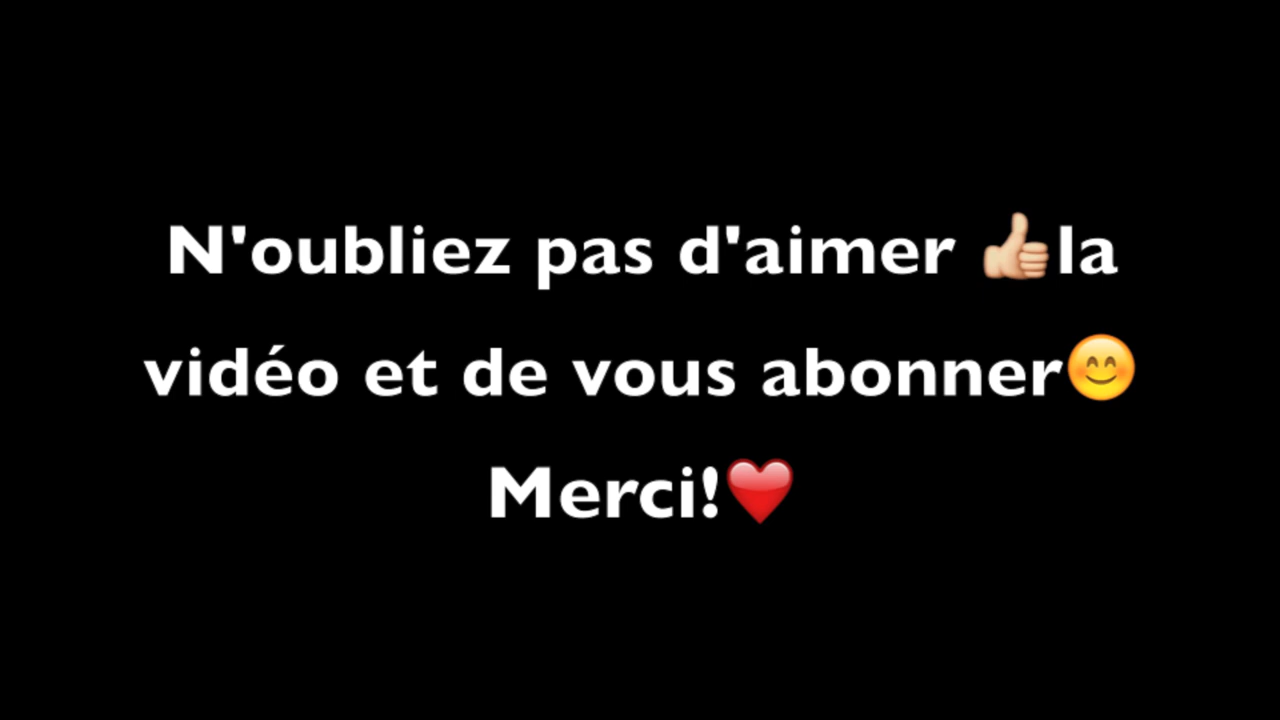 N'oubliez pas d'aimer 👍🏼la
vidéo et de vous abonner😊
Merci!❤️